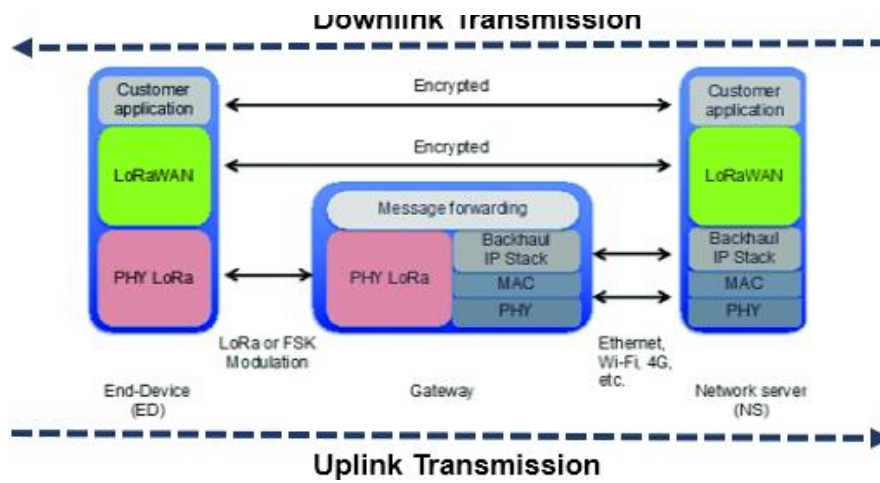 Downlink Transmission
Customer
application
Encrypted
Customer
application
LoRaWAN
Encrypted
LoRaWAN
Message forwarding
PHY LoRa
PHY LoRa
Backhaul
IP Stack
MAC
PHY
Backhaul
IP Stack
MAC
PHY
LoRa or FSK
Modulation
Ethernet,
Wi-Fi, 4G,
etc.
End-Device
(ED)
Gateway
Network server
(NS)
Uplink Transmission